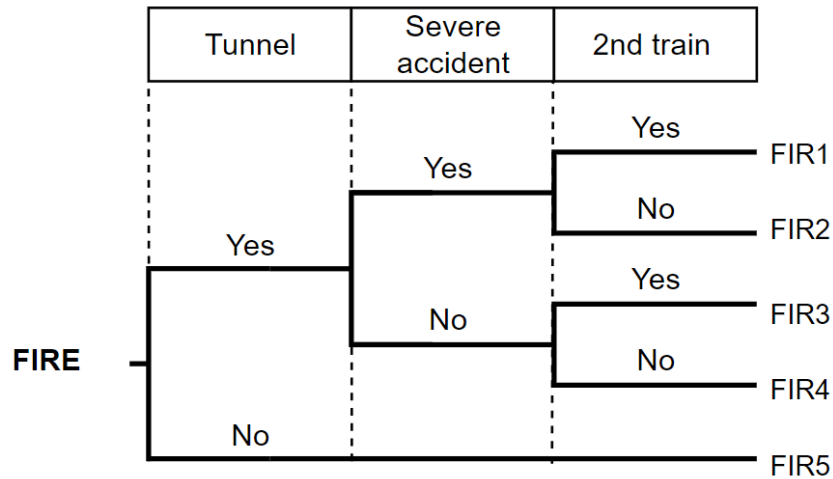 Tunnel
Severe
accident
2nd train
Yes
FIR1
Yes
No
FIR2
Yes
Yes
FIR3
No
FIRE
No
FIR4
No
FIR5